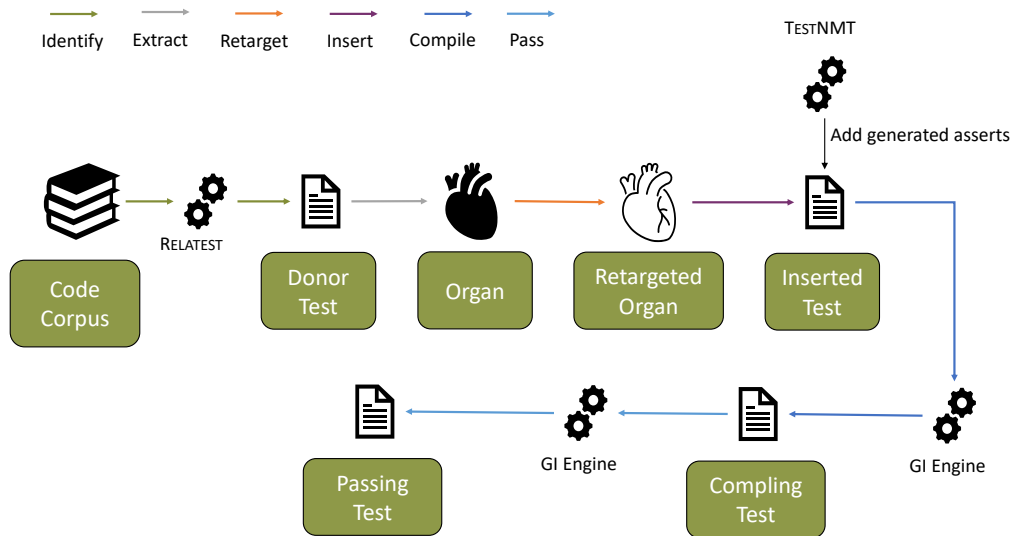 Identify
Extract
Retarget
Insert
Compile
Pass
TESTNMT
Add generated asserts
RELATEST
Code
Corpus
Donor
Test
Organ
Retargeted
Organ
Inserted
Test
GI Engine
GI Engine
Passing
Test
Compling
Test